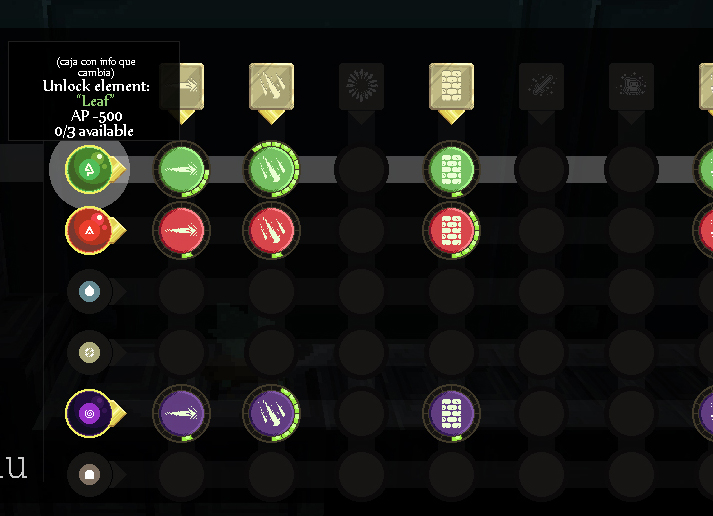 (caja con info que
cambia)
Unlock element:
"Leaf"
AP -500
0/3 available